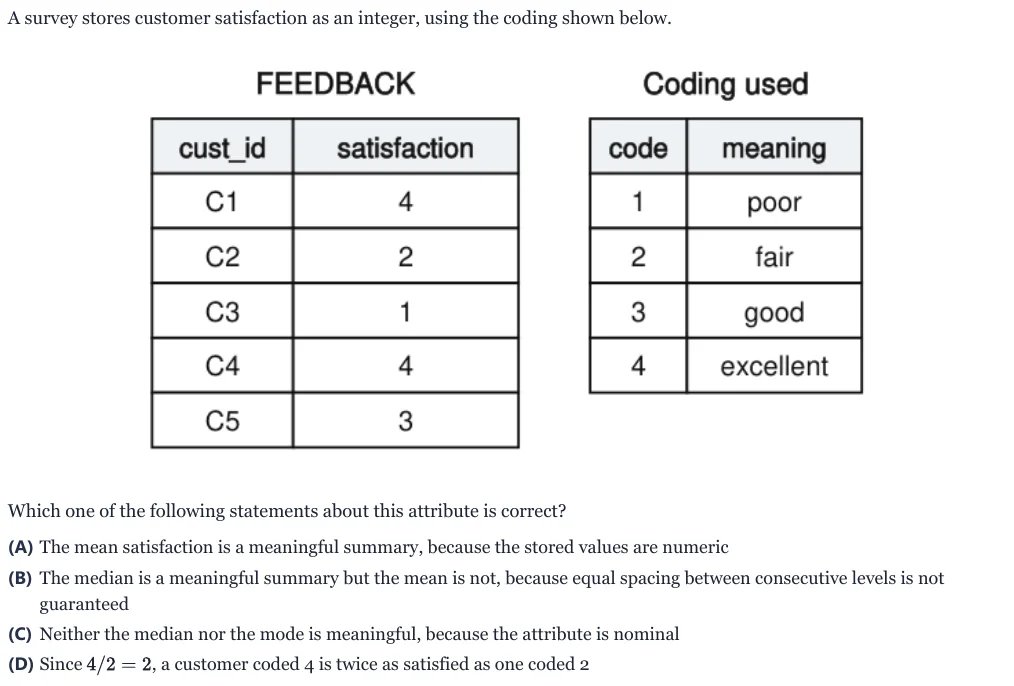 A survey stores customer satisfaction as an integer, using the coding shown below.
FEEDBACK
cust_id satisfaction
C1 4
C2 2
C3 1
C4 4
C5 3
Coding used
code meaning
1 poor
2 fair
3 good
4 excellent
Which one of the following statements about this attribute is correct?
(A) The mean satisfaction is a meaningful summary, because the stored values are numeric
(B) The median is a meaningful summary but the mean is not, because equal spacing between consecutive levels is not
guaranteed
(C) Neither the median nor the mode is meaningful, because the attribute is nominal
(D) Since 4/2 = 2, a customer coded 4 is twice as satisfied as one coded 2